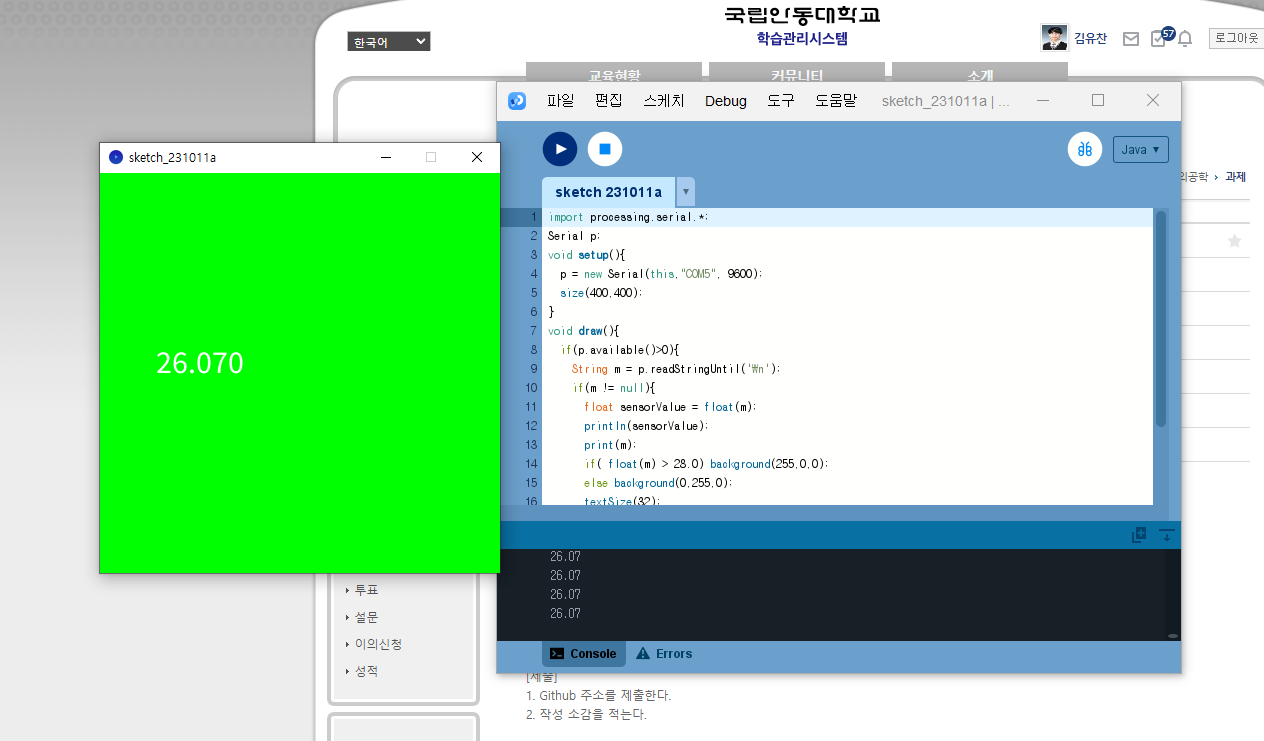 국립안동대학교
학습관리시스템
한국어
김유찬
57
로그아웃
교육현황
커뮤니티
소개
파일 편집 스케치 Debug 도구 도움말 sketch_231011a | ...
Java ▾
sketch 231011a ▾
1 import processing.serial.*;
2 Serial p;
3 void setup(){
4 p = new Serial(this,"COM5", 9600);
5 size(400,400);
6 }
7 void draw(){
8 if(p.available()>0){
9 String m = p.readStringUntil('₩n');
10 if(m != null){
11 float sensorValue = float(m);
12 println(sensorValue);
13 print(m);
14 if( float(m) > 28.0) background(255,0,0);
15 else background(0,255,0);
16 textSize(32);
26.07
26.07
26.07
26.07
Console
Errors
sketch_231011a
26.070
의공학 › 과제
투표
설문
이의신청
성적
[제출]
1. Github 주소를 제출한다.
2. 작성 소감을 적는다.